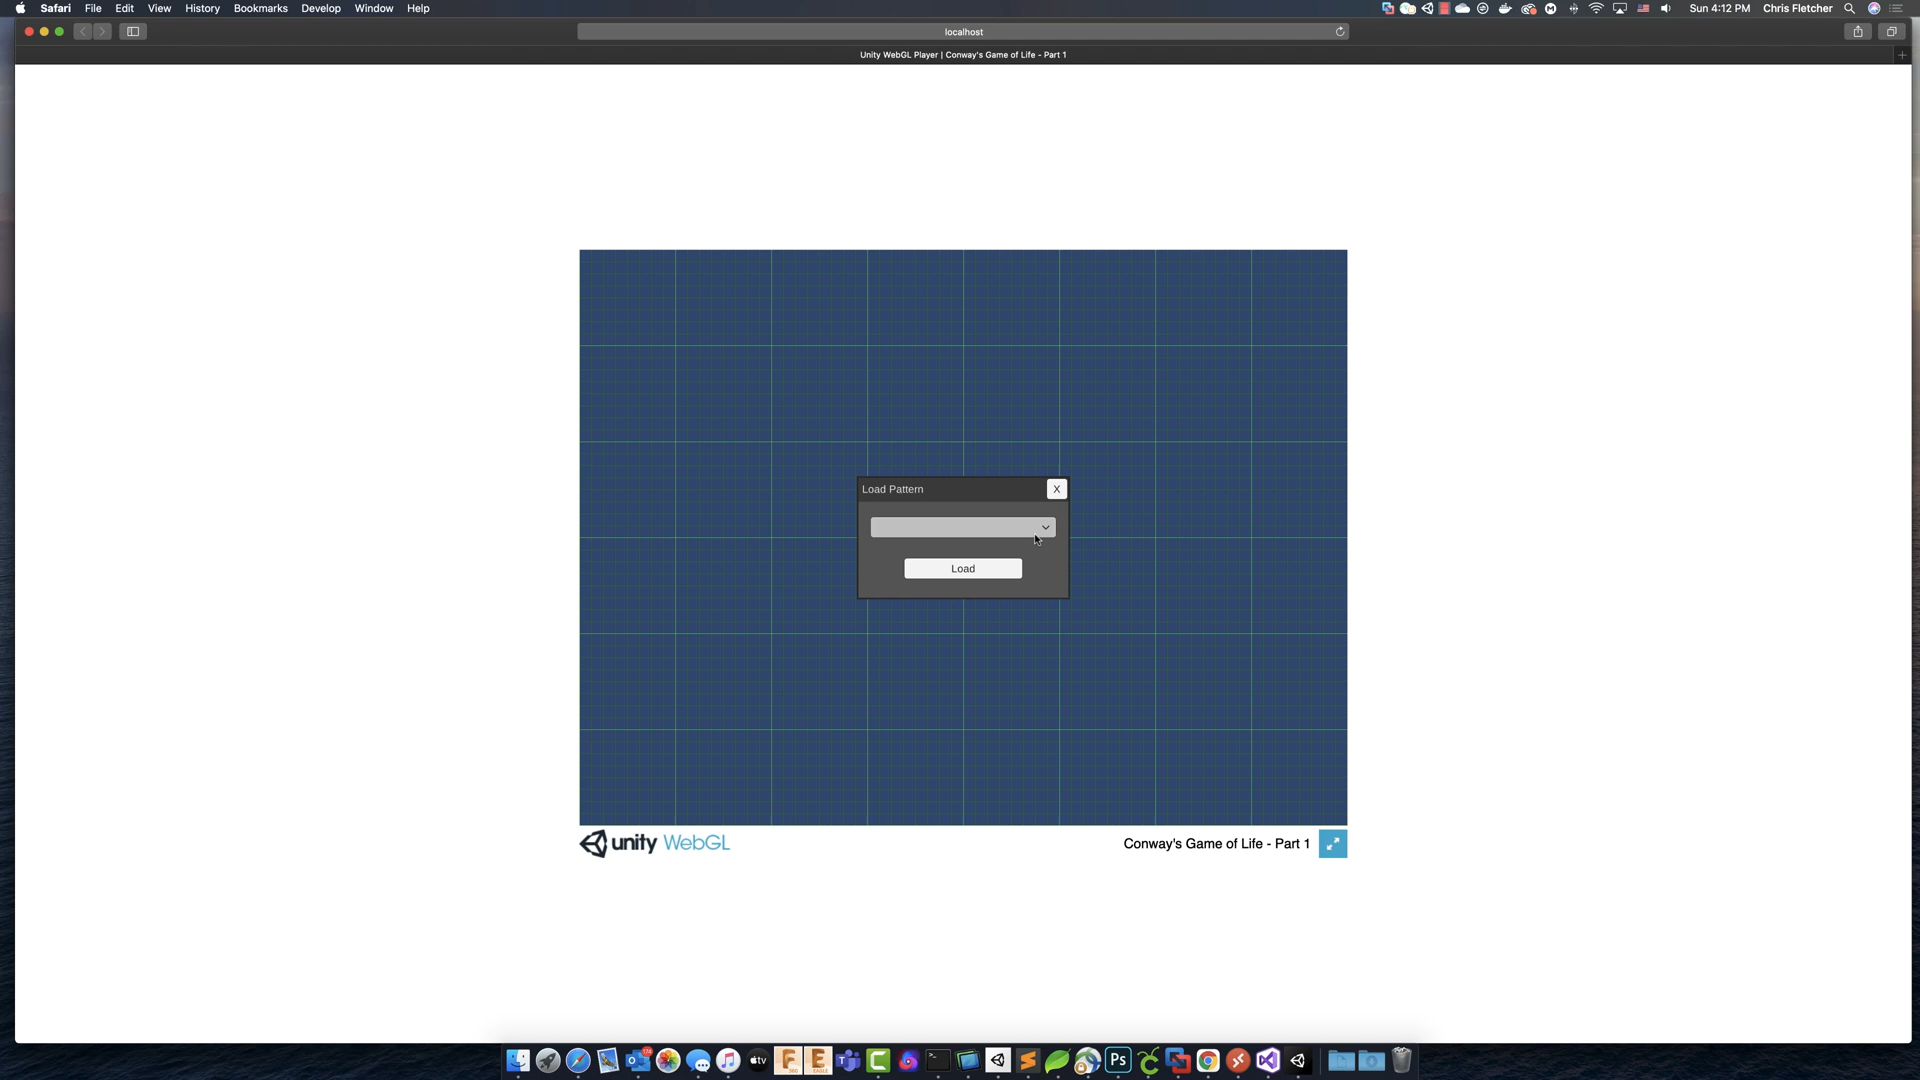 Safari File Edit View History Bookmarks Develop Window Help Sun 4:12 PM Chris Fletcher
localhost
Unity WebGL Player | Conway's Game of Life - Part 1
Load Pattern X
Load
unity WebGL Conway's Game of Life - Part 1
tv Ps